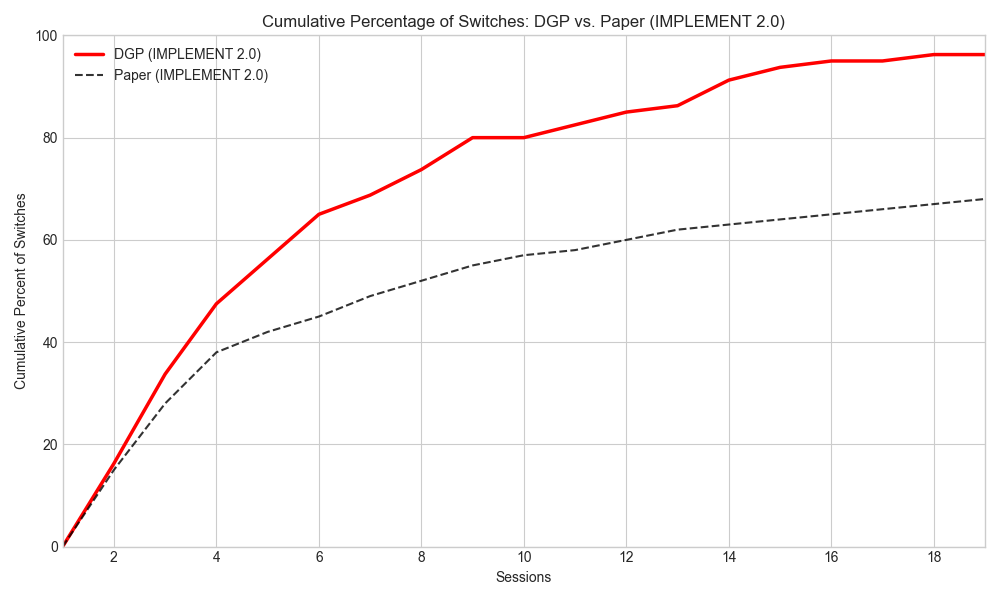 Cumulative Percentage of Switches: DGP vs. Paper (IMPLEMENT 2.0)
DGP (IMPLEMENT 2.0)
Paper (IMPLEMENT 2.0)
Cumulative Percent of Switches
100
80
60
40
20
0
2 4 6 8 10 12 14 16 18
Sessions